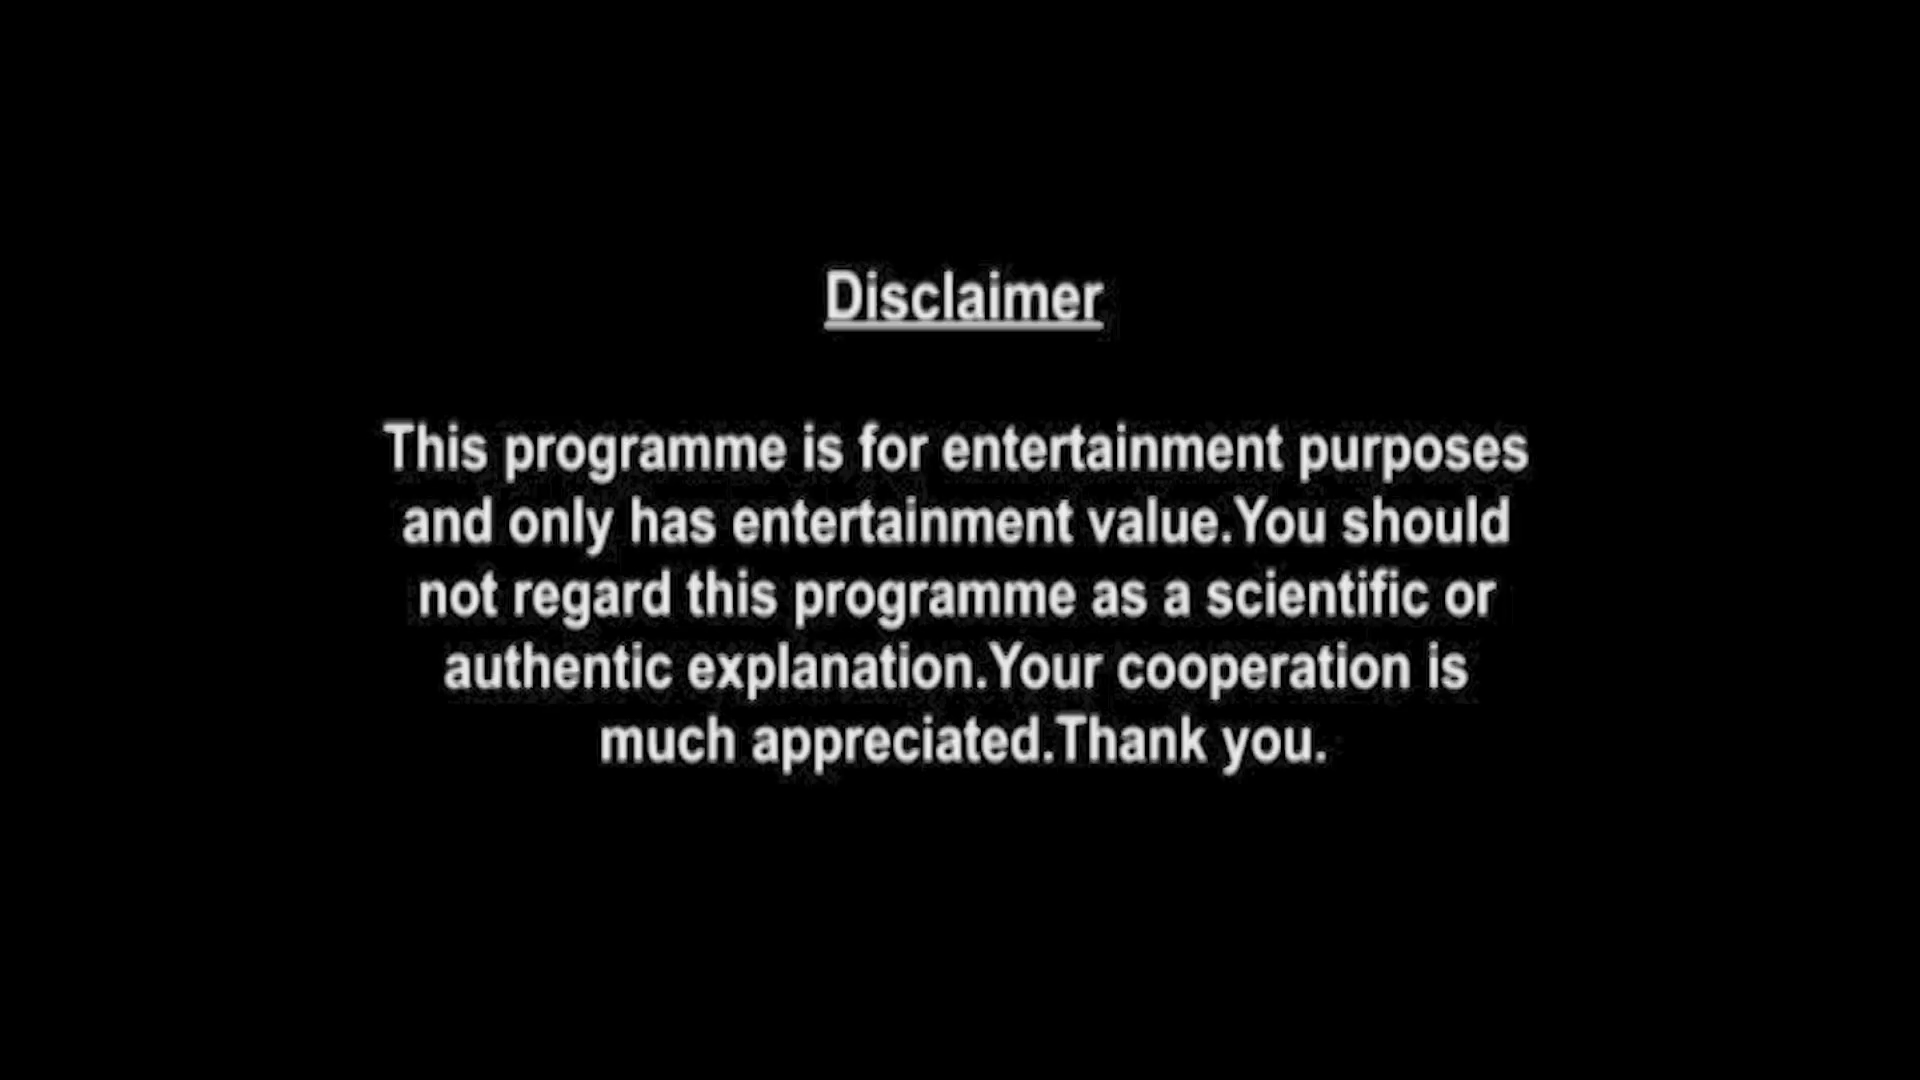 Disclaimer
This programme is for entertainment purposes
and only has entertainment value.You should
not regard this programme as a scientific or
authentic explanation.Your cooperation is
much appreciated.Thank you.